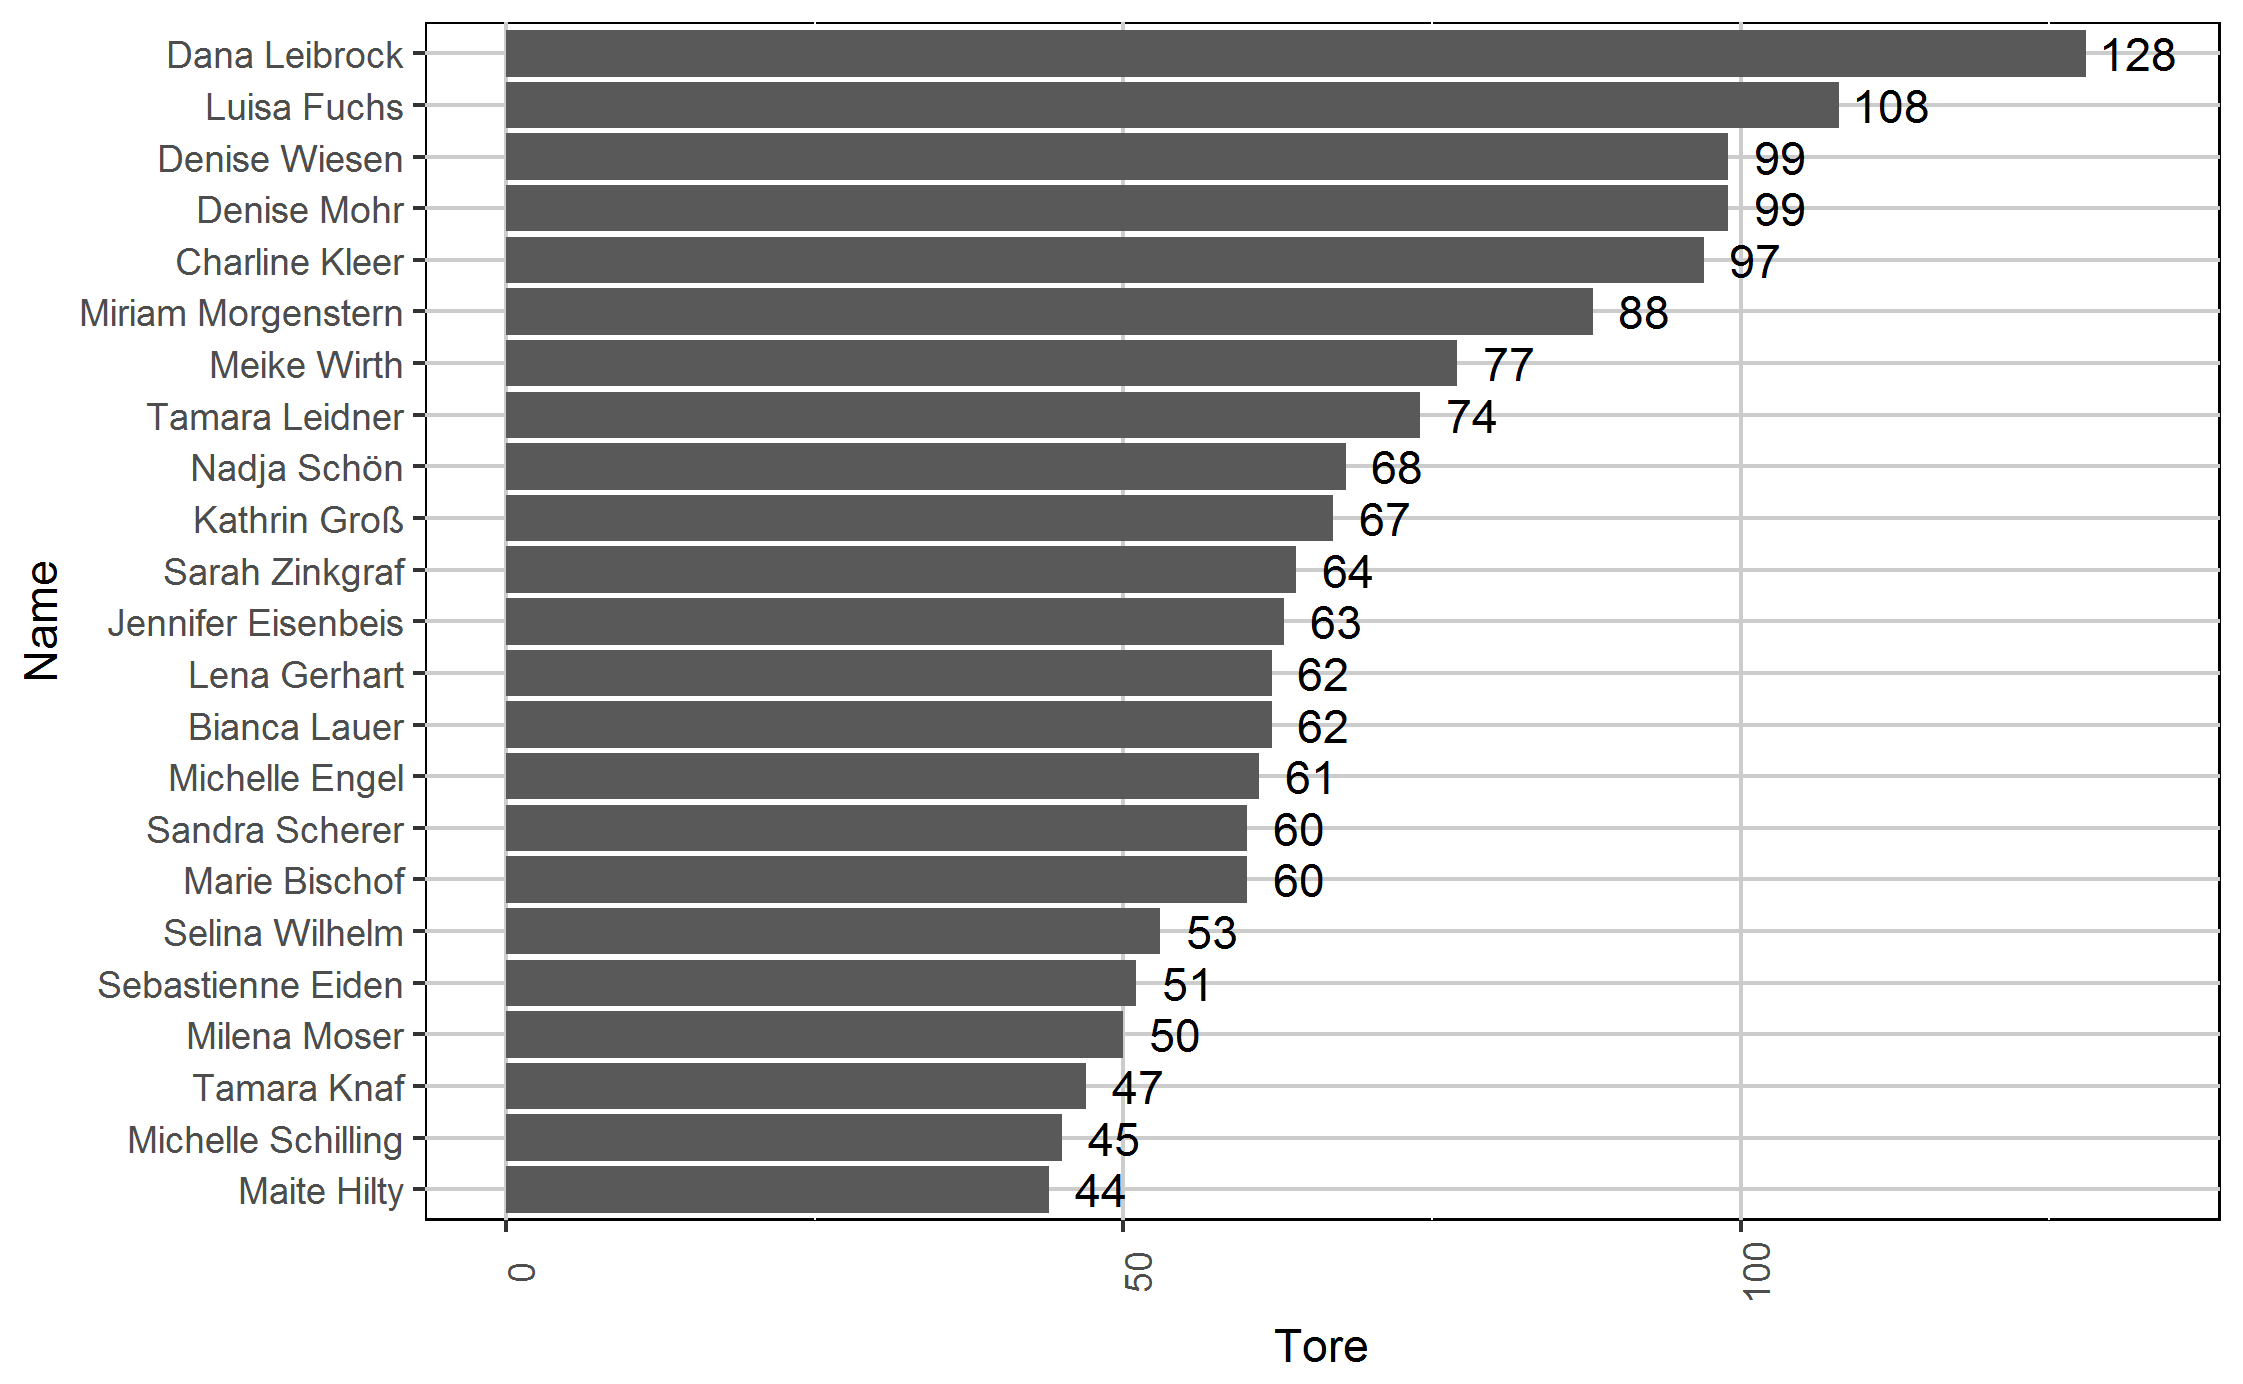 Dana Leibrock 128
Luisa Fuchs 108
Denise Wiesen 99
Denise Mohr 99
Charline Kleer 97
Miriam Morgenstern 88
Meike Wirth 77
Tamara Leidner 74
Nadja Schön 68
Kathrin Groß 67
Sarah Zinkgraf 64
Jennifer Eisenbeis 63
Lena Gerhart 62
Bianca Lauer 62
Michelle Engel 61
Sandra Scherer 60
Marie Bischof 60
Selina Wilhelm 53
Sebastienne Eiden 51
Milena Moser 50
Tamara Knaf 47
Michelle Schilling 45
Maite Hilty 44
Name
0 50 100
Tore